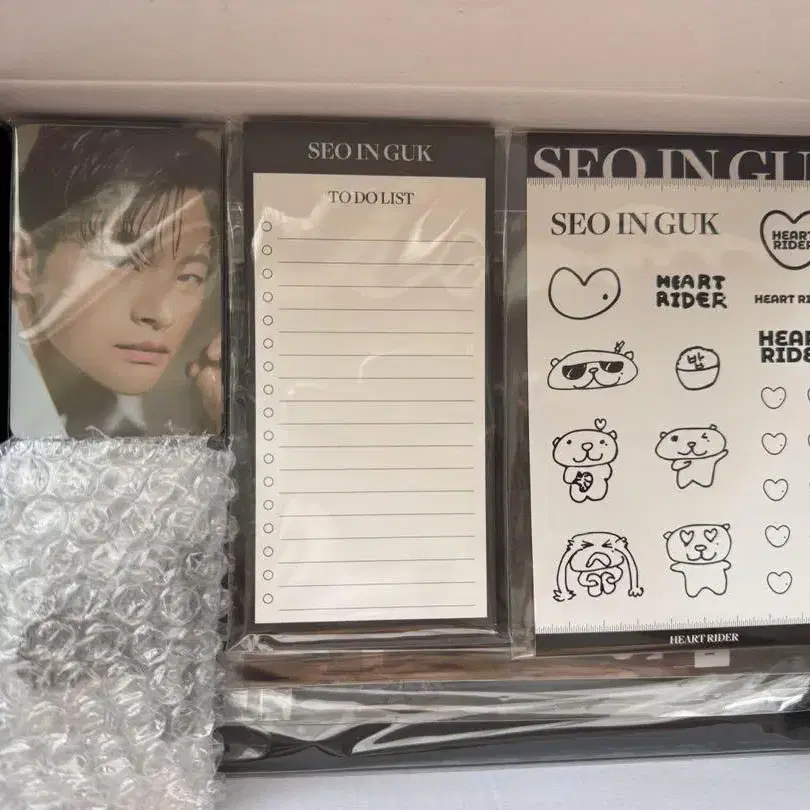 SEO IN GUK
TO DO LIST
SEO IN GU
SEO IN GUK
HEART
RIDER
HEART
RIDER
HEART RI
HEAR
RIDE
밥
HEART RIDER